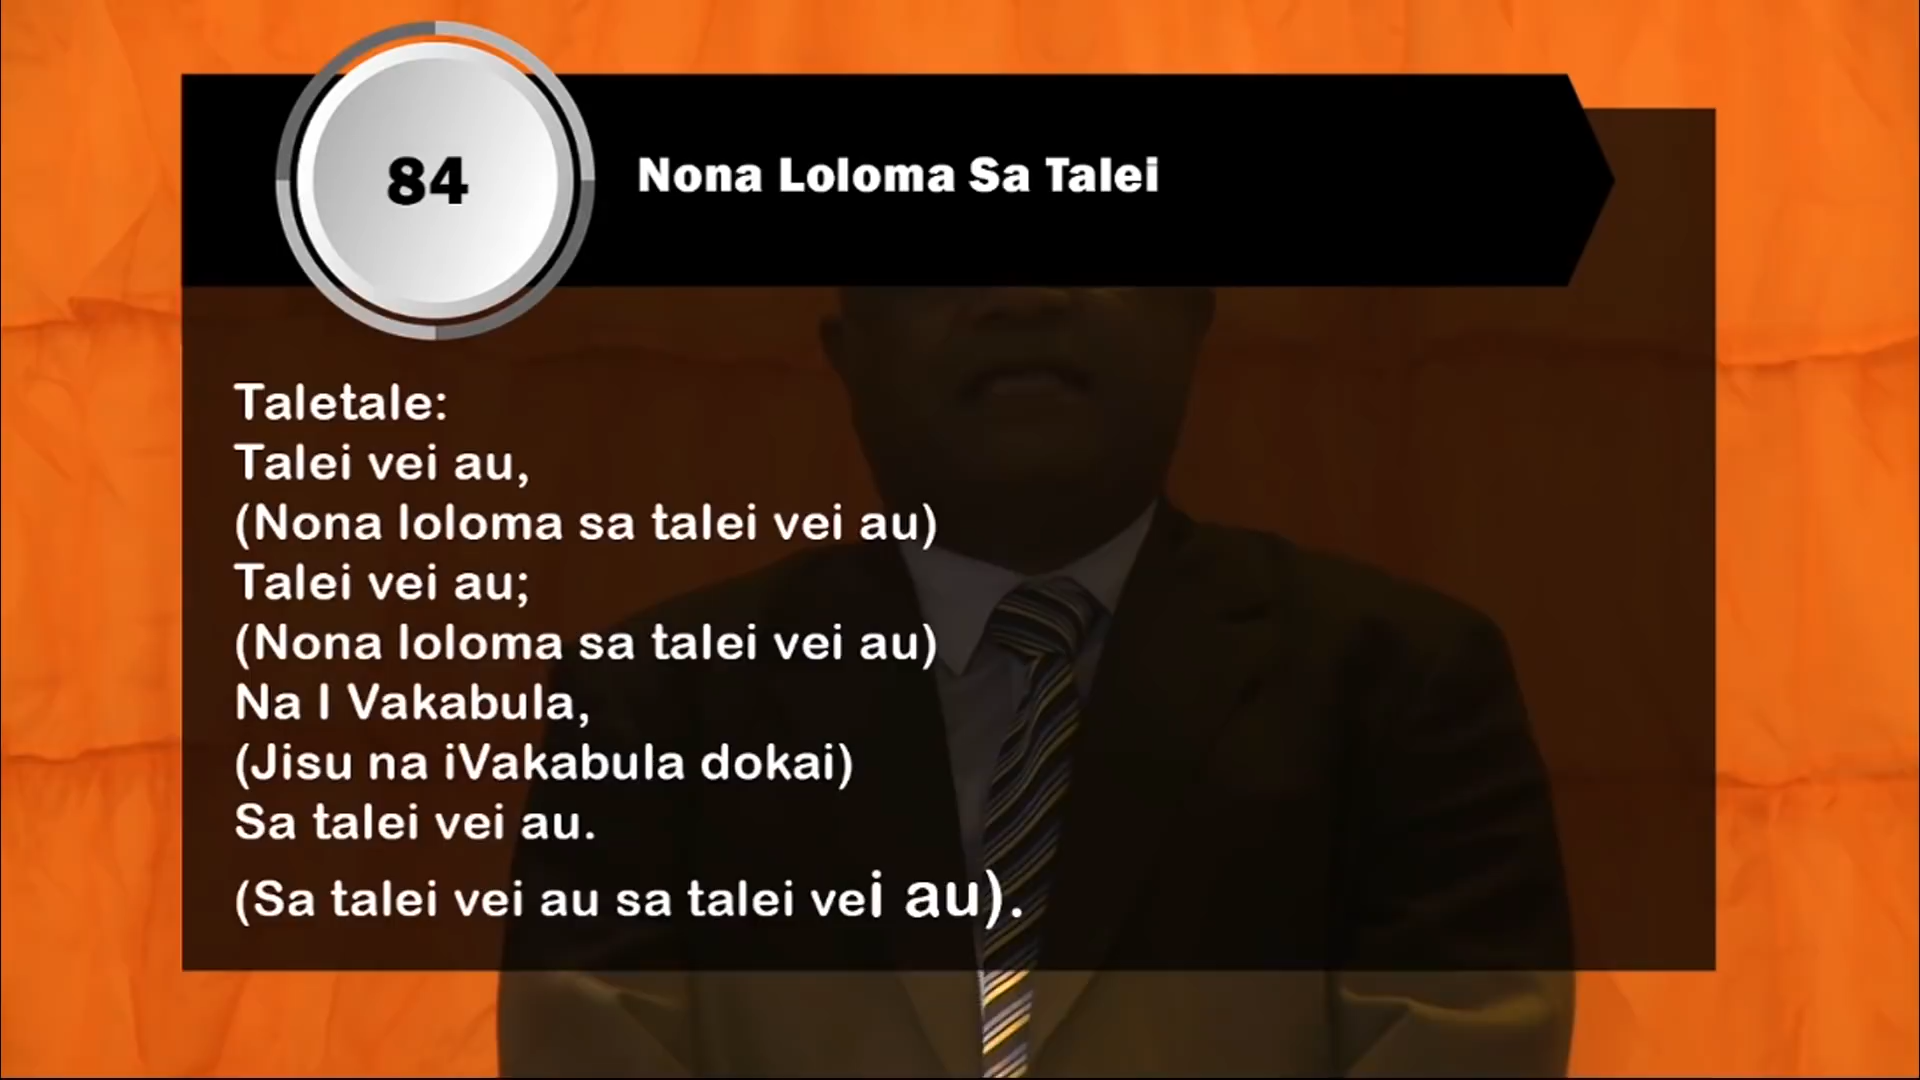 84
Nona Loloma Sa Talei
Taletale:
Talei vei au,
(Nona loloma sa talei vei au)
Talei vei au;
(Nona loloma sa talei vei au)
Na I Vakabula,
(Jisu na iVakabula dokai)
Sa talei vei au.
(Sa talei vei au sa talei vei au).